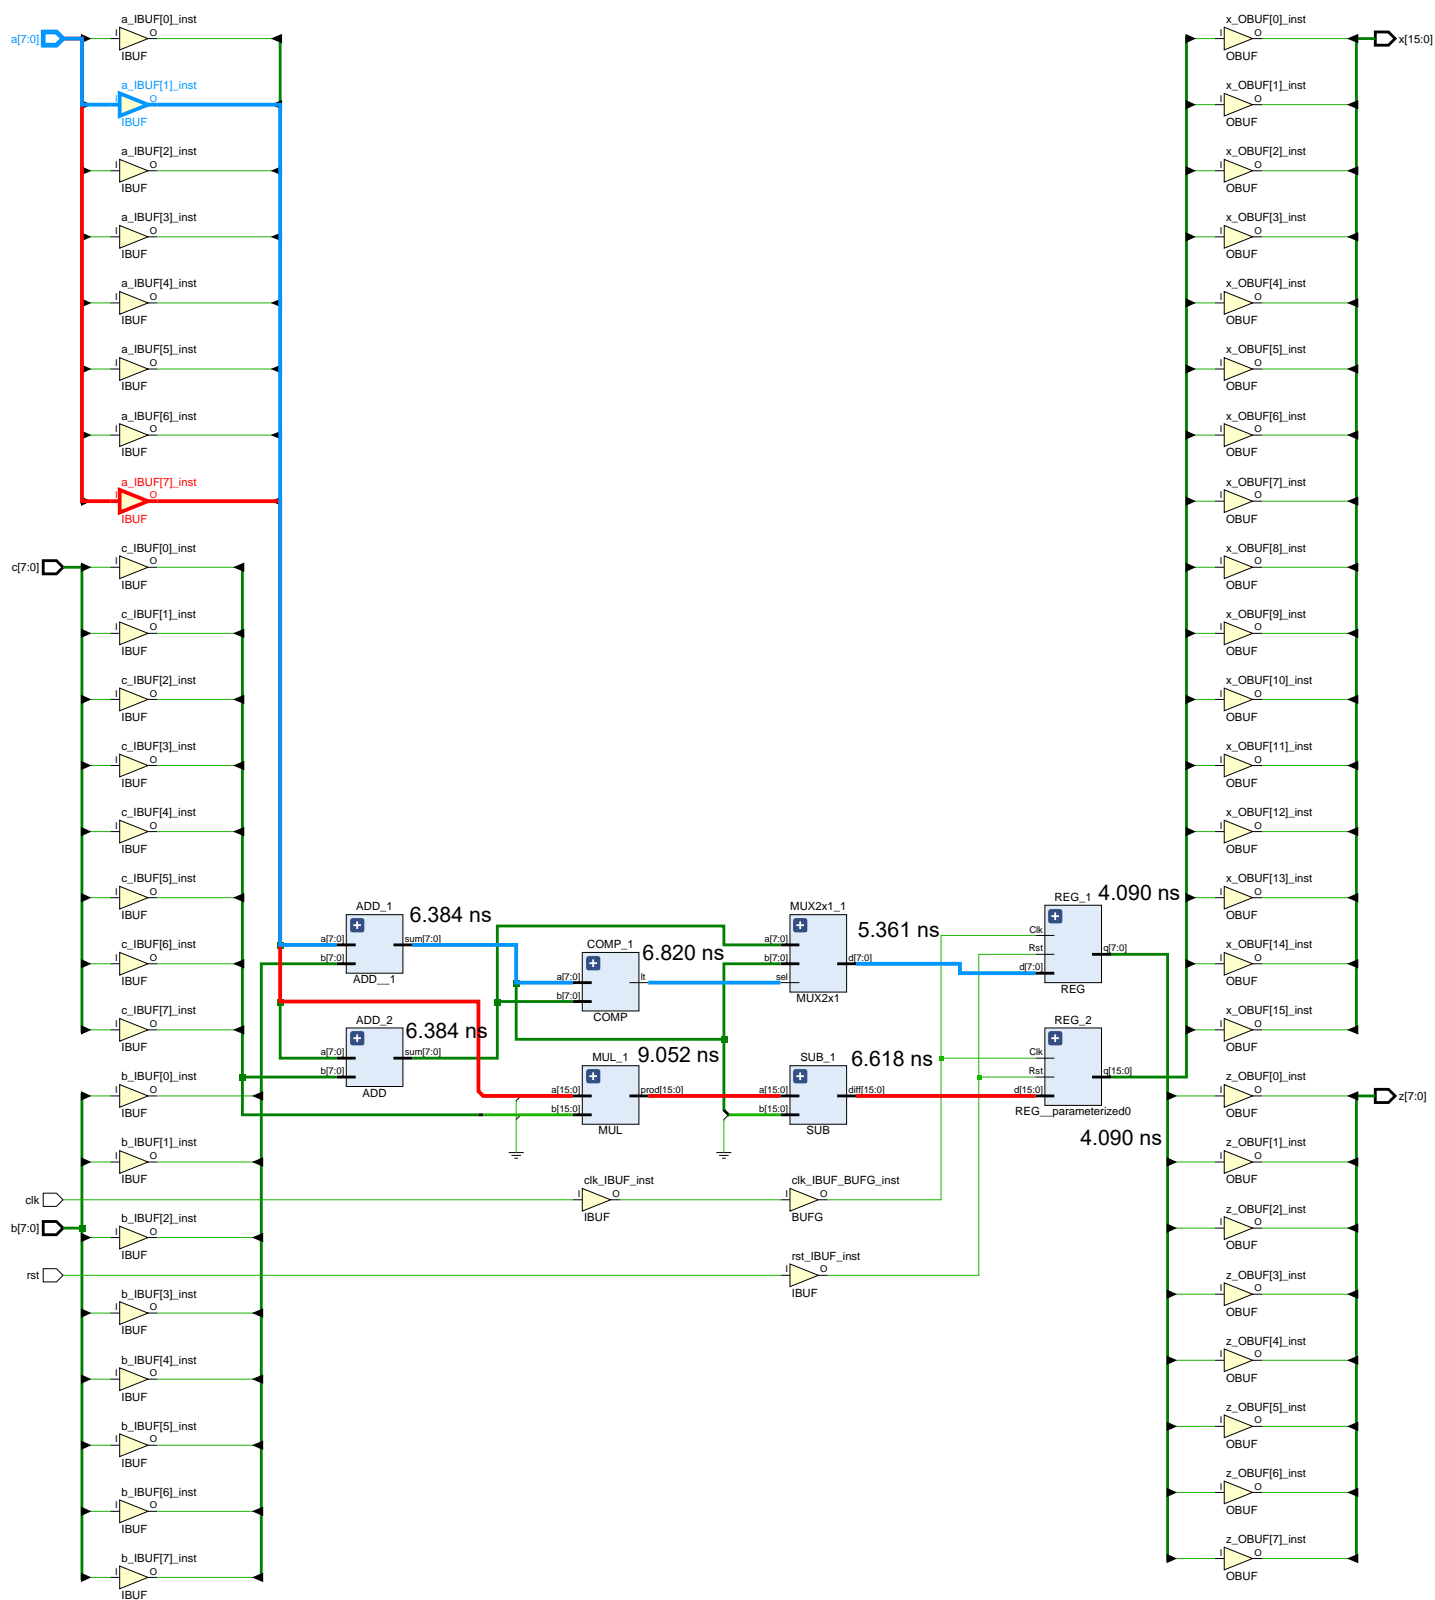 a[7:0]
a_IBUF[0]_inst
I O
IBUF
a_IBUF[1]_inst
I O
IBUF
a_IBUF[2]_inst
I O
IBUF
a_IBUF[3]_inst
I O
IBUF
a_IBUF[4]_inst
I O
IBUF
a_IBUF[5]_inst
I O
IBUF
a_IBUF[6]_inst
I O
IBUF
a_IBUF[7]_inst
I O
IBUF
c[7:0]
c_IBUF[0]_inst
I O
IBUF
c_IBUF[1]_inst
I O
IBUF
c_IBUF[2]_inst
I O
IBUF
c_IBUF[3]_inst
I O
IBUF
c_IBUF[4]_inst
I O
IBUF
c_IBUF[5]_inst
I O
IBUF
c_IBUF[6]_inst
I O
IBUF
c_IBUF[7]_inst
I O
IBUF
b_IBUF[0]_inst
I O
IBUF
b_IBUF[1]_inst
I O
IBUF
clk
b[7:0]
b_IBUF[2]_inst
I O
IBUF
rst
b_IBUF[3]_inst
I O
IBUF
b_IBUF[4]_inst
I O
IBUF
b_IBUF[5]_inst
I O
IBUF
b_IBUF[6]_inst
I O
IBUF
b_IBUF[7]_inst
I O
IBUF
ADD_1
6.384 ns
a[7:0] sum[7:0]
b[7:0]
ADD__1
ADD_2
6.384 ns
a[7:0] sum[7:0]
b[7:0]
ADD
COMP_1
6.820 ns
a[7:0] lt
b[7:0]
COMP
MUL_1
9.052 ns
a[15:0] prod[15:0]
b[15:0]
MUL
clk_IBUF_inst
I O
IBUF
MUX2x1_1
5.361 ns
a[7:0]
b[7:0] d[7:0]
sel
MUX2x1
SUB_1
6.618 ns
a[15:0] diff[15:0]
b[15:0]
SUB
clk_IBUF_BUFG_inst
I O
BUFG
rst_IBUF_inst
I O
IBUF
REG_1
4.090 ns
Clk
Rst q[7:0]
d[7:0]
REG
REG_2
Clk
Rst q[15:0]
d[15:0]
REG__parameterized0
4.090 ns
x_OBUF[0]_inst
I O
OBUF
x[15:0]
x_OBUF[1]_inst
I O
OBUF
x_OBUF[2]_inst
I O
OBUF
x_OBUF[3]_inst
I O
OBUF
x_OBUF[4]_inst
I O
OBUF
x_OBUF[5]_inst
I O
OBUF
x_OBUF[6]_inst
I O
OBUF
x_OBUF[7]_inst
I O
OBUF
x_OBUF[8]_inst
I O
OBUF
x_OBUF[9]_inst
I O
OBUF
x_OBUF[10]_inst
I O
OBUF
x_OBUF[11]_inst
I O
OBUF
x_OBUF[12]_inst
I O
OBUF
x_OBUF[13]_inst
I O
OBUF
x_OBUF[14]_inst
I O
OBUF
x_OBUF[15]_inst
I O
OBUF
z_OBUF[0]_inst
I O
OBUF
z[7:0]
z_OBUF[1]_inst
I O
OBUF
z_OBUF[2]_inst
I O
OBUF
z_OBUF[3]_inst
I O
OBUF
z_OBUF[4]_inst
I O
OBUF
z_OBUF[5]_inst
I O
OBUF
z_OBUF[6]_inst
I O
OBUF
z_OBUF[7]_inst
I O
OBUF